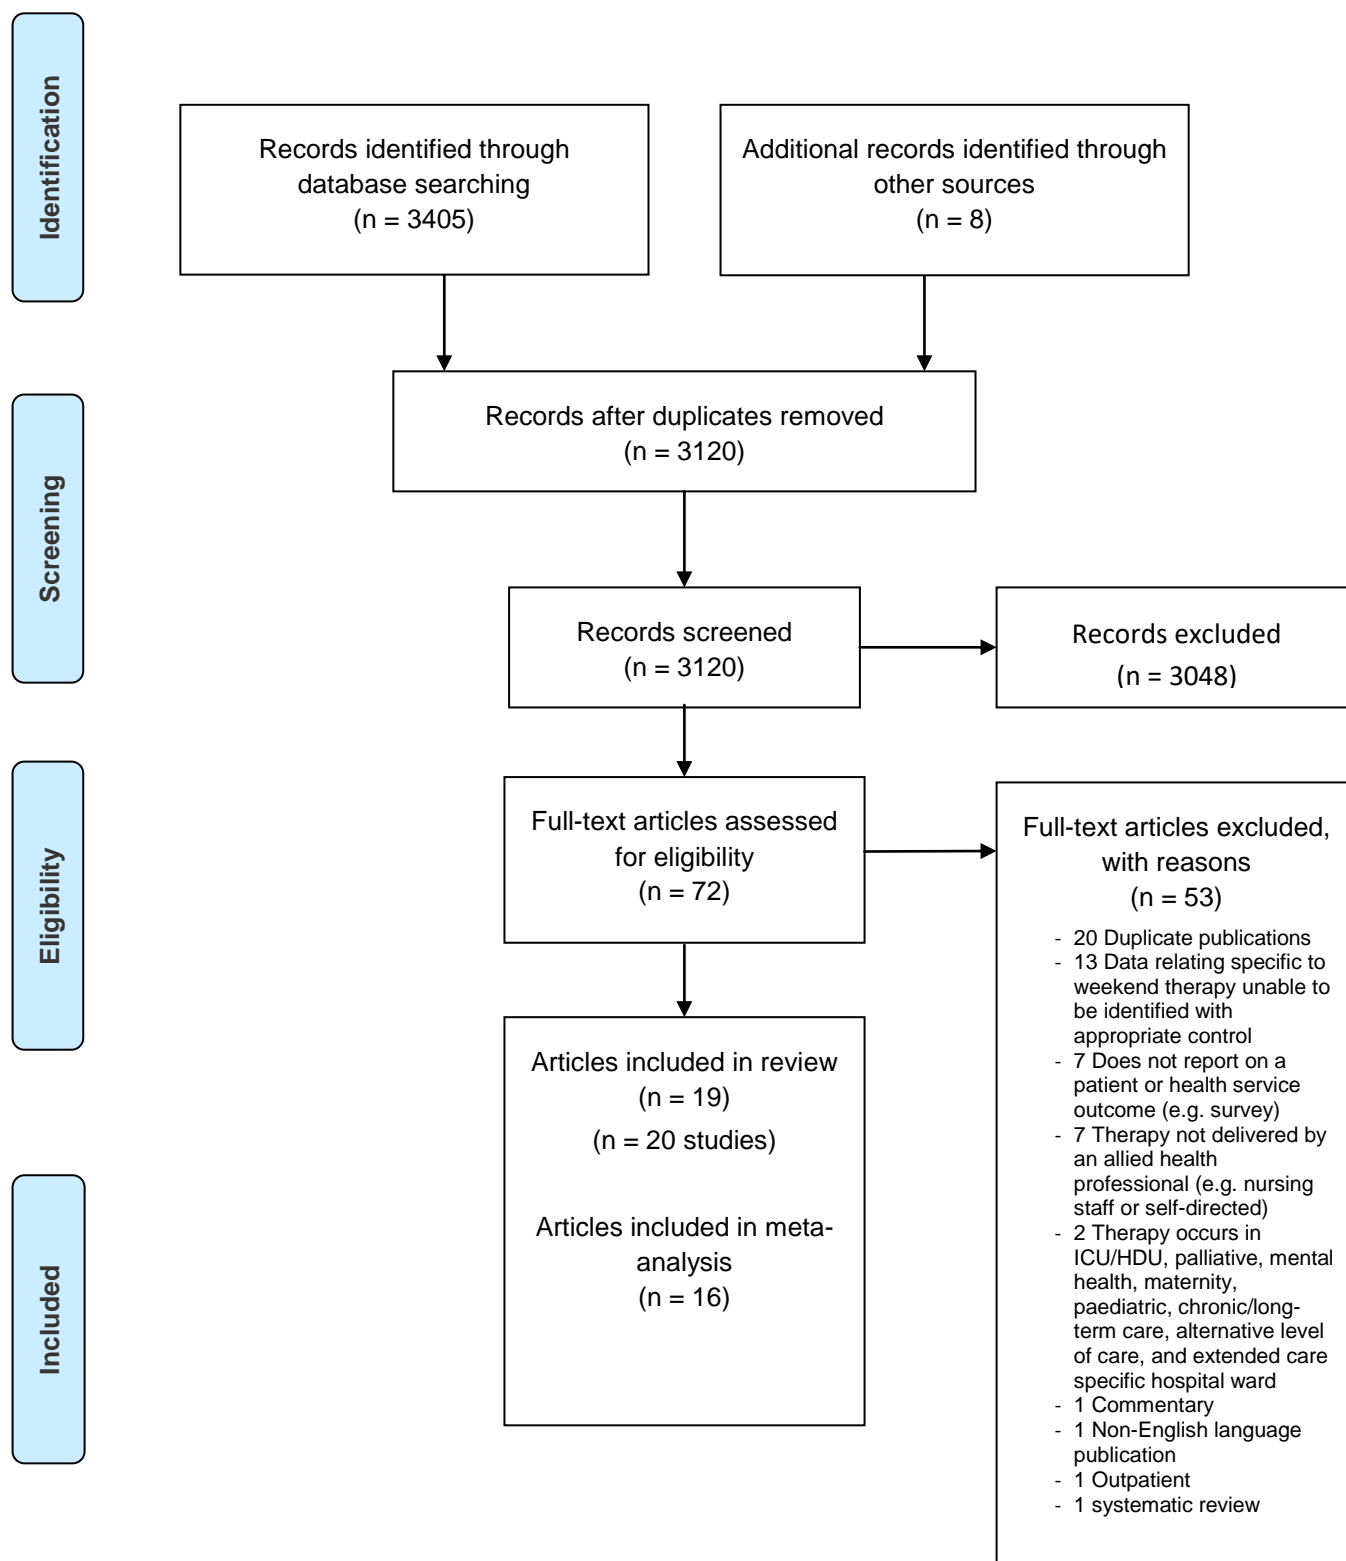 Identification
Records identified through
database searching
(n = 3405)
Additional records identified through
other sources
(n = 8)
Records after duplicates removed
(n = 3120)
Screening
Records screened
(n = 3120)
Records excluded
(n = 3048)
Eligibility
Full-text articles assessed
for eligibility
(n = 72)
Full-text articles excluded,
with reasons
(n = 53)
- 20 Duplicate publications
- 13 Data relating specific to
weekend therapy unable to
be identified with
appropriate control
- 7 Does not report on a
patient or health service
outcome (e.g. survey)
- 7 Therapy not delivered by
an allied health
professional (e.g. nursing
staff or self-directed)
- 2 Therapy occurs in
ICU/HDU, palliative, mental
health, maternity,
paediatric, chronic/long-
term care, alternative level
of care, and extended care
specific hospital ward
- 1 Commentary
- 1 Non-English language
publication
- 1 Outpatient
- 1 systematic review
Included
Articles included in review
(n = 19)
(n = 20 studies)
Articles included in meta-
analysis
(n = 16)